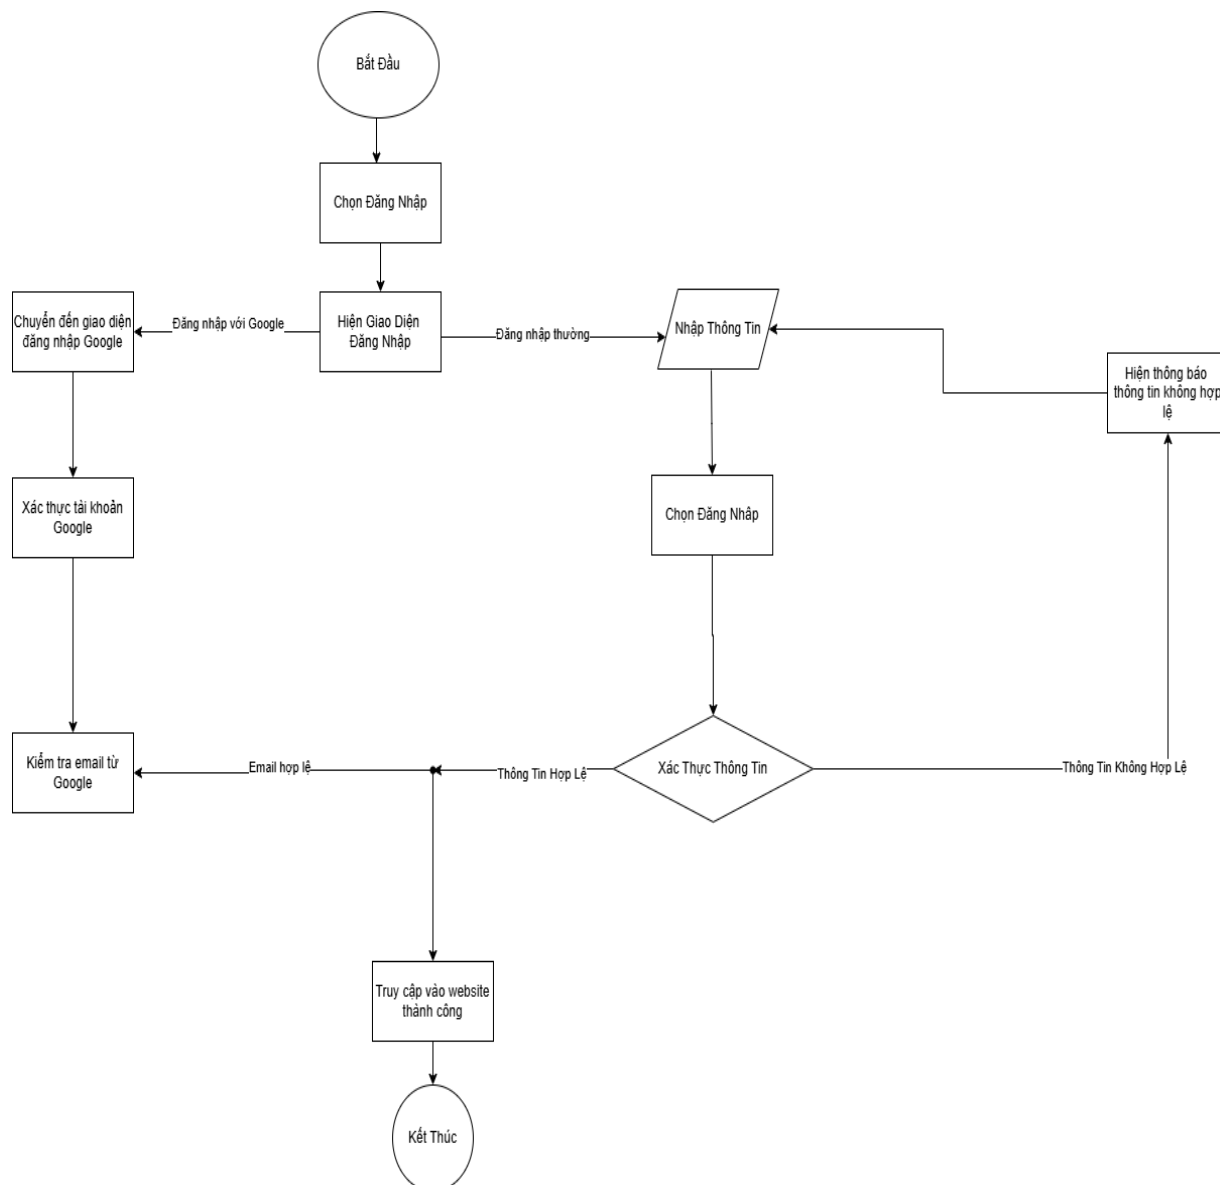 Bắt Đầu
Chọn Đăng Nhập
Chuyển đến giao diện
đăng nhập Google
Đăng nhập với Google
Hiện Giao Diện
Đăng Nhập
Đăng nhập thường
Nhập Thông Tin
Hiện thông báo
thông tin không hợp
lệ
Xác thực tài khoản
Google
Chọn Đăng Nhâp
Kiểm tra email từ
Google
Email hợp lệ
Thông Tin Hợp Lệ
Xác Thực Thông Tin
Thông Tin Không Hợp Lệ
Truy cập vào website
thành công
Kết Thúc